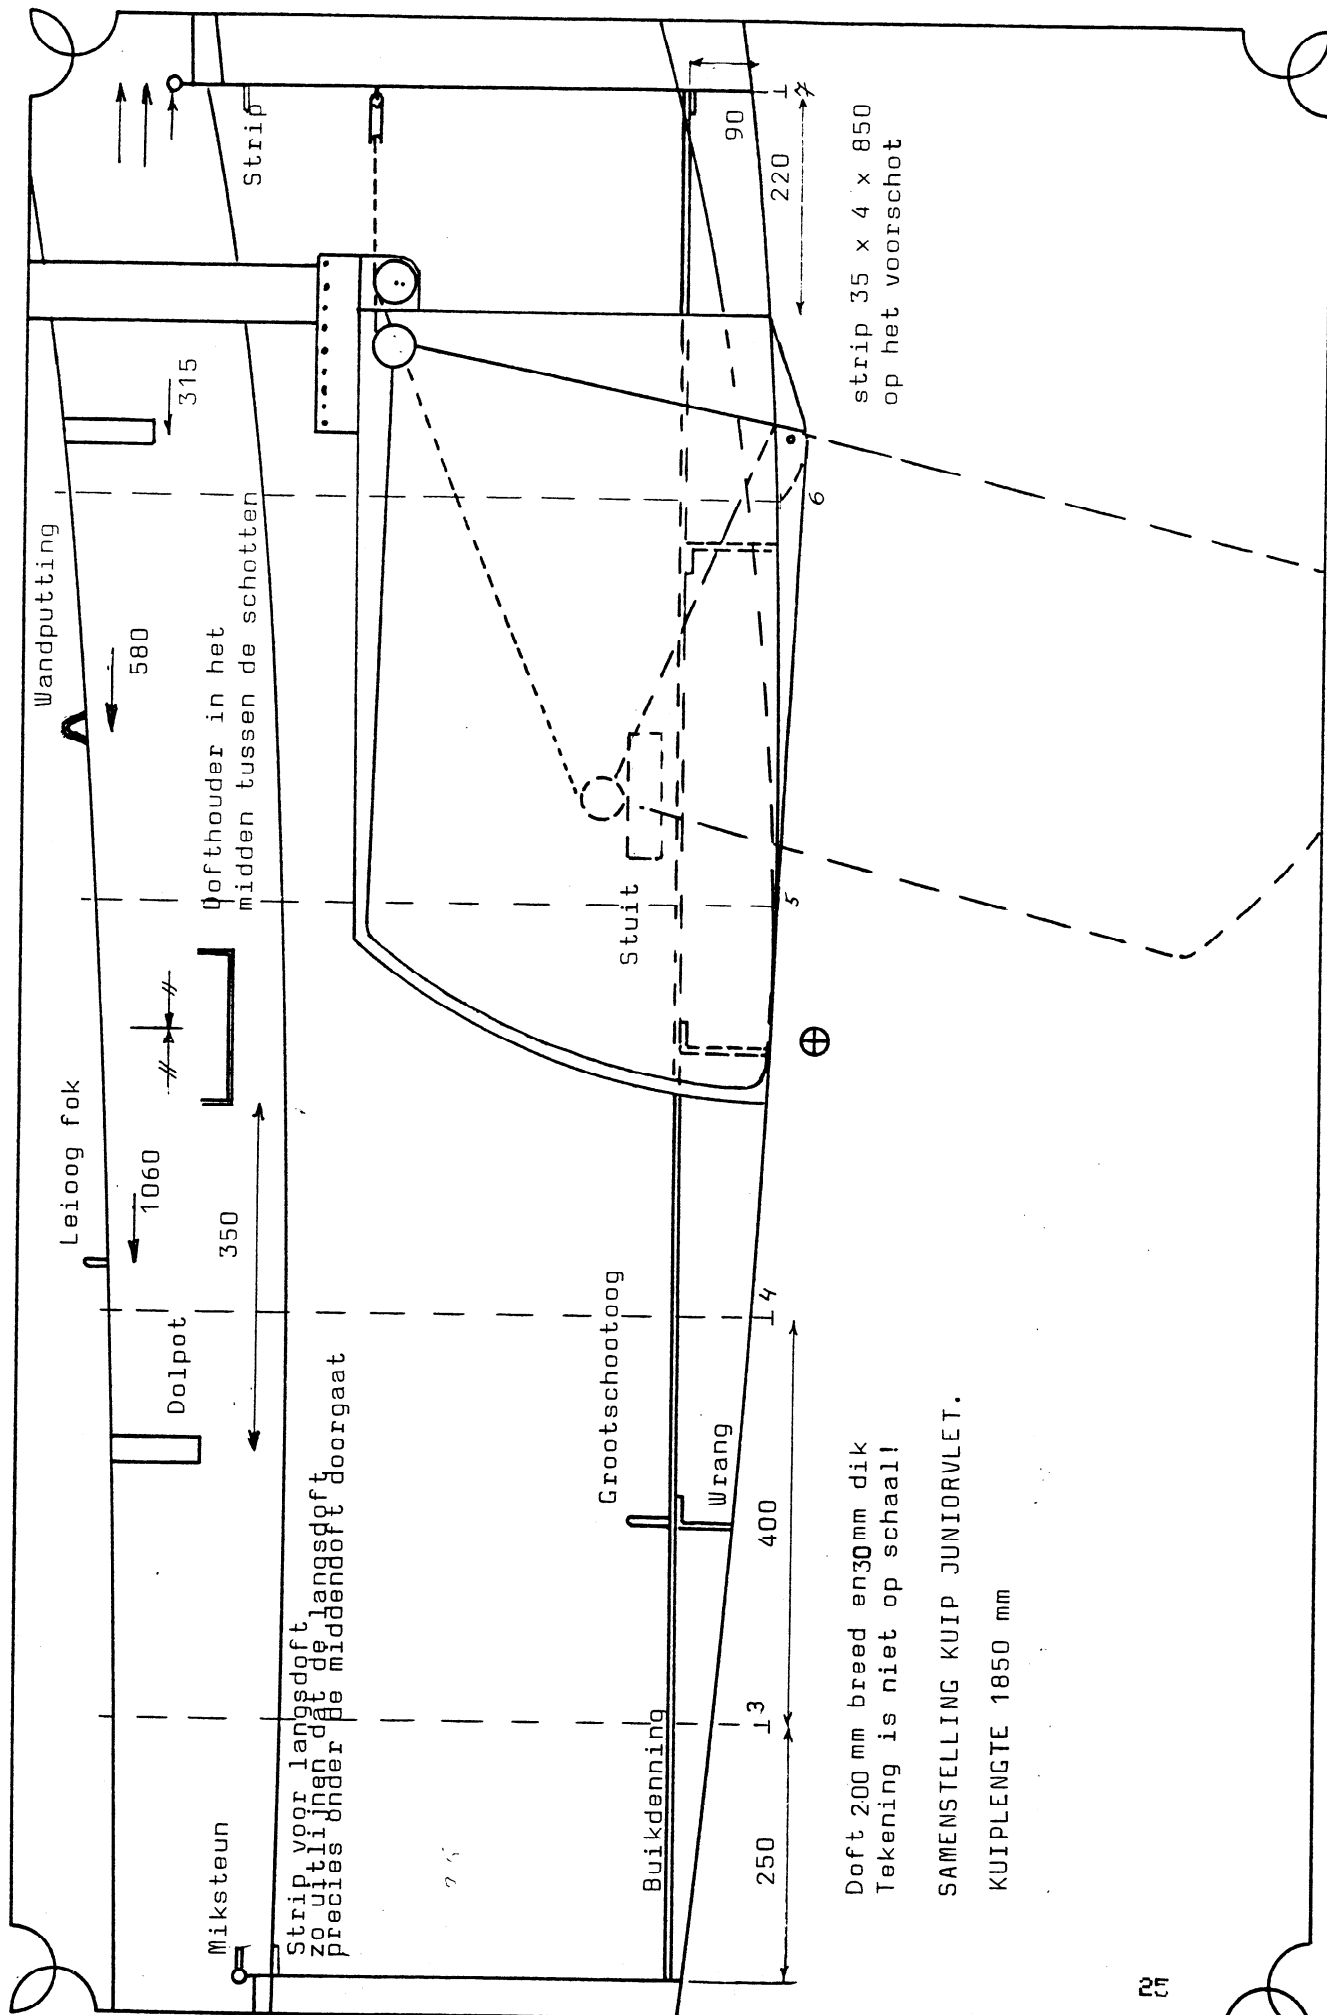 Miksteun
Strip voor langsdoft
zo uitlijnen dat de langsdoft
precies onder de middendoft doorgaat
Dolpot
Leioog fok
1060
350
Wandputting
580
Dofthouder in het
midden tussen de schotten
315
Strip
Stuit
Grootschootoog
Wrang
Buikdenning
250
3
400
4
5
6
220
90
7
strip 35 x 4 x 850
op het voorschot
Doft 200 mm breed en 30 mm dik
Tekening is niet op schaal!
SAMENSTELLING KUIP JUNIORVLET.
KUIPLENGTE 1850 mm
25